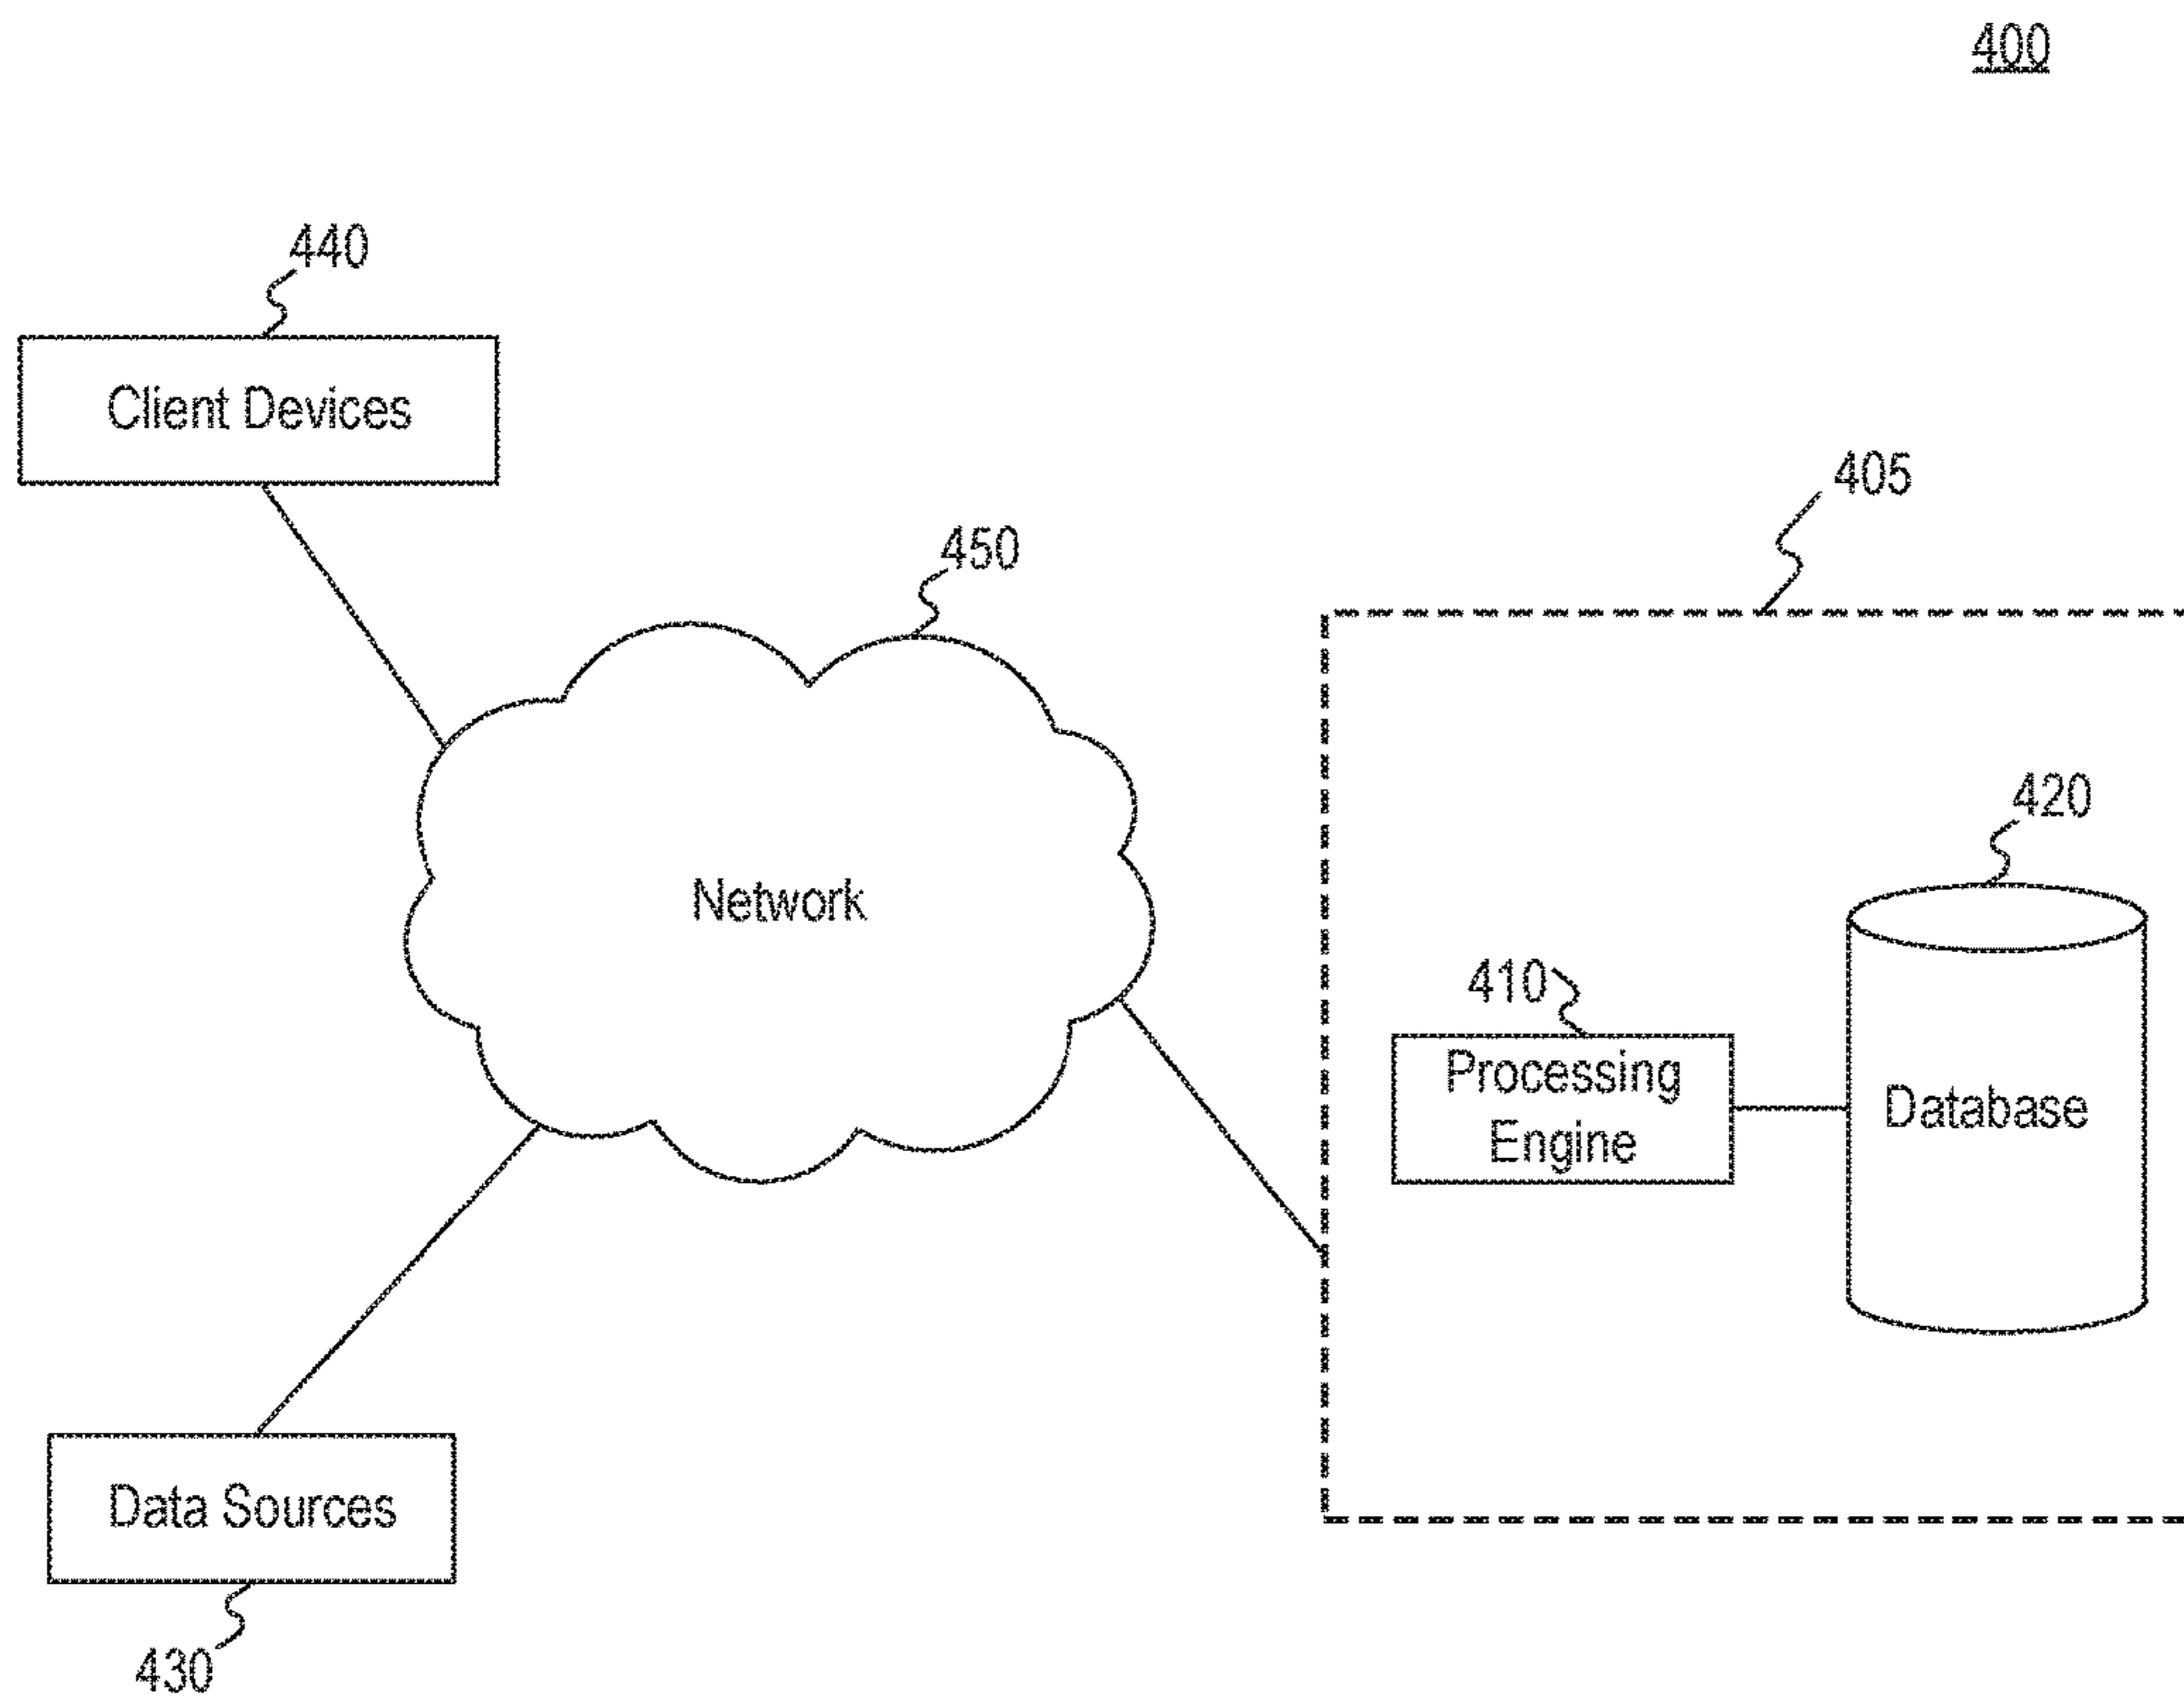 400
440
Client Devices
405
450
420
Network
410
Processing
Engine
Database
Data Sources
430